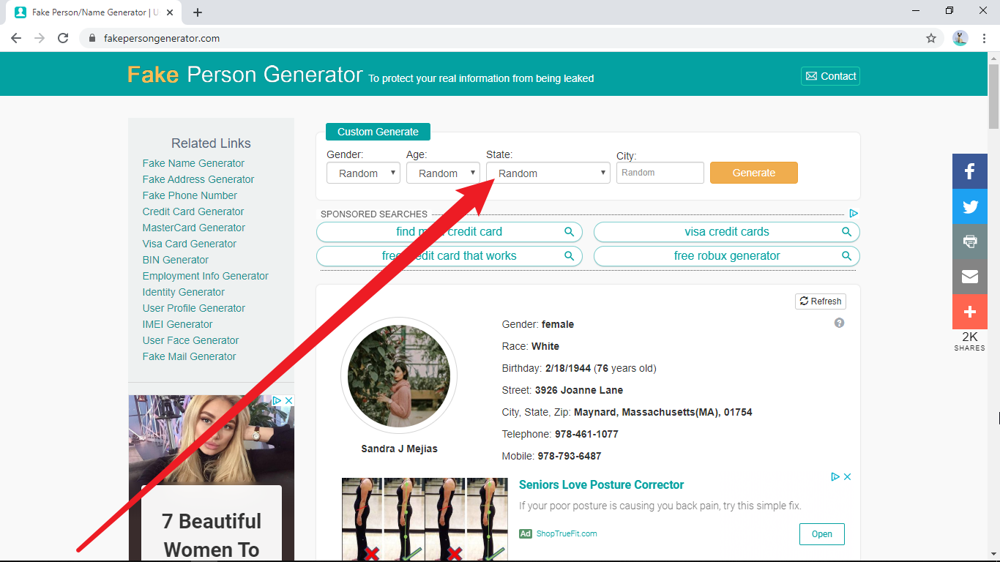 Fake Person/Name Generator | U
fakepersongenerator.com
Fake Person Generator To protect your real information from being leaked
Contact
Related Links
Fake Name Generator
Fake Address Generator
Fake Phone Number
Credit Card Generator
MasterCard Generator
Visa Card Generator
BIN Generator
Employment Info Generator
Identity Generator
User Profile Generator
IMEI Generator
User Face Generator
Fake Mail Generator
7 Beautiful
Women To
Custom Generate
Gender: Age: State: City:
Random Random Random Random Generate
SPONSORED SEARCHES
find credit card
visa credit cards
credit card that works
free robux generator
Refresh
Gender: female
Race: White
Birthday: 2/18/1944 (76 years old)
Street: 3926 Joanne Lane
City, State, Zip: Maynard, Massachusetts(MA), 01754
Telephone: 978-461-1077
Mobile: 978-793-6487
Sandra J Mejias
Seniors Love Posture Corrector
If your poor posture is causing you back pain, try this simple fix.
Ad ShopTrueFit.com
Open
2K
SHARES